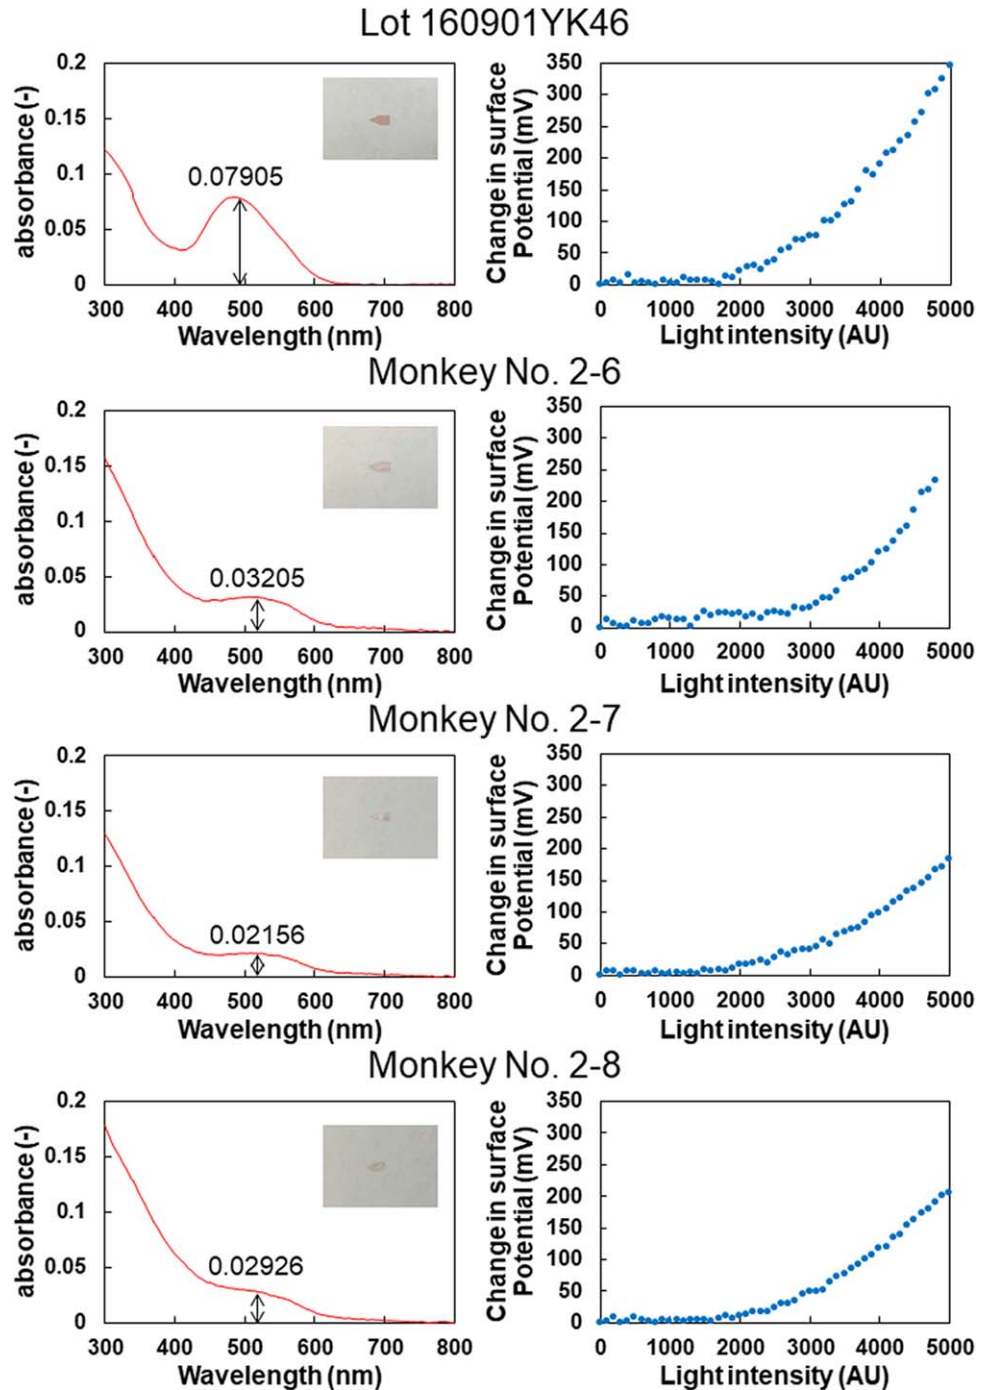 Lot 160901YK46
absorbance (-)
0.2
0.15
0.1
0.05
0
0.07905
300 400 500 600 700 800
Wavelength (nm)
Change in surface
Potential (mV)
350
300
250
200
150
100
50
0
0 1000 2000 3000 4000 5000
Light intensity (AU)
Monkey No. 2-6
absorbance (-)
0.2
0.15
0.1
0.05
0
0.03205
300 400 500 600 700 800
Wavelength (nm)
Change in surface
Potential (mV)
350
300
250
200
150
100
50
0
0 1000 2000 3000 4000 5000
Light intensity (AU)
Monkey No. 2-7
absorbance (-)
0.2
0.15
0.1
0.05
0
0.02156
300 400 500 600 700 800
Wavelength (nm)
Change in surface
Potential (mV)
350
300
250
200
150
100
50
0
0 1000 2000 3000 4000 5000
Light intensity (AU)
Monkey No. 2-8
absorbance (-)
0.2
0.15
0.1
0.05
0
0.02926
300 400 500 600 700 800
Wavelength (nm)
Change in surface
Potential (mV)
350
300
250
200
150
100
50
0
0 1000 2000 3000 4000 5000
Light intensity (AU)